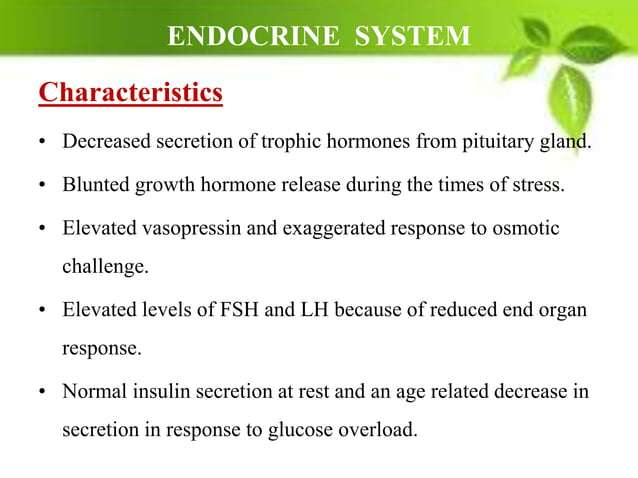 ENDOCRINE SYSTEM
Characteristics
• Decreased secretion of trophic hormones from pituitary gland.
• Blunted growth hormone release during the times of stress.
• Elevated vasopressin and exaggerated response to osmotic
challenge.
• Elevated levels of FSH and LH because of reduced end organ
response.
• Normal insulin secretion at rest and an age related decrease in
secretion in response to glucose overload.